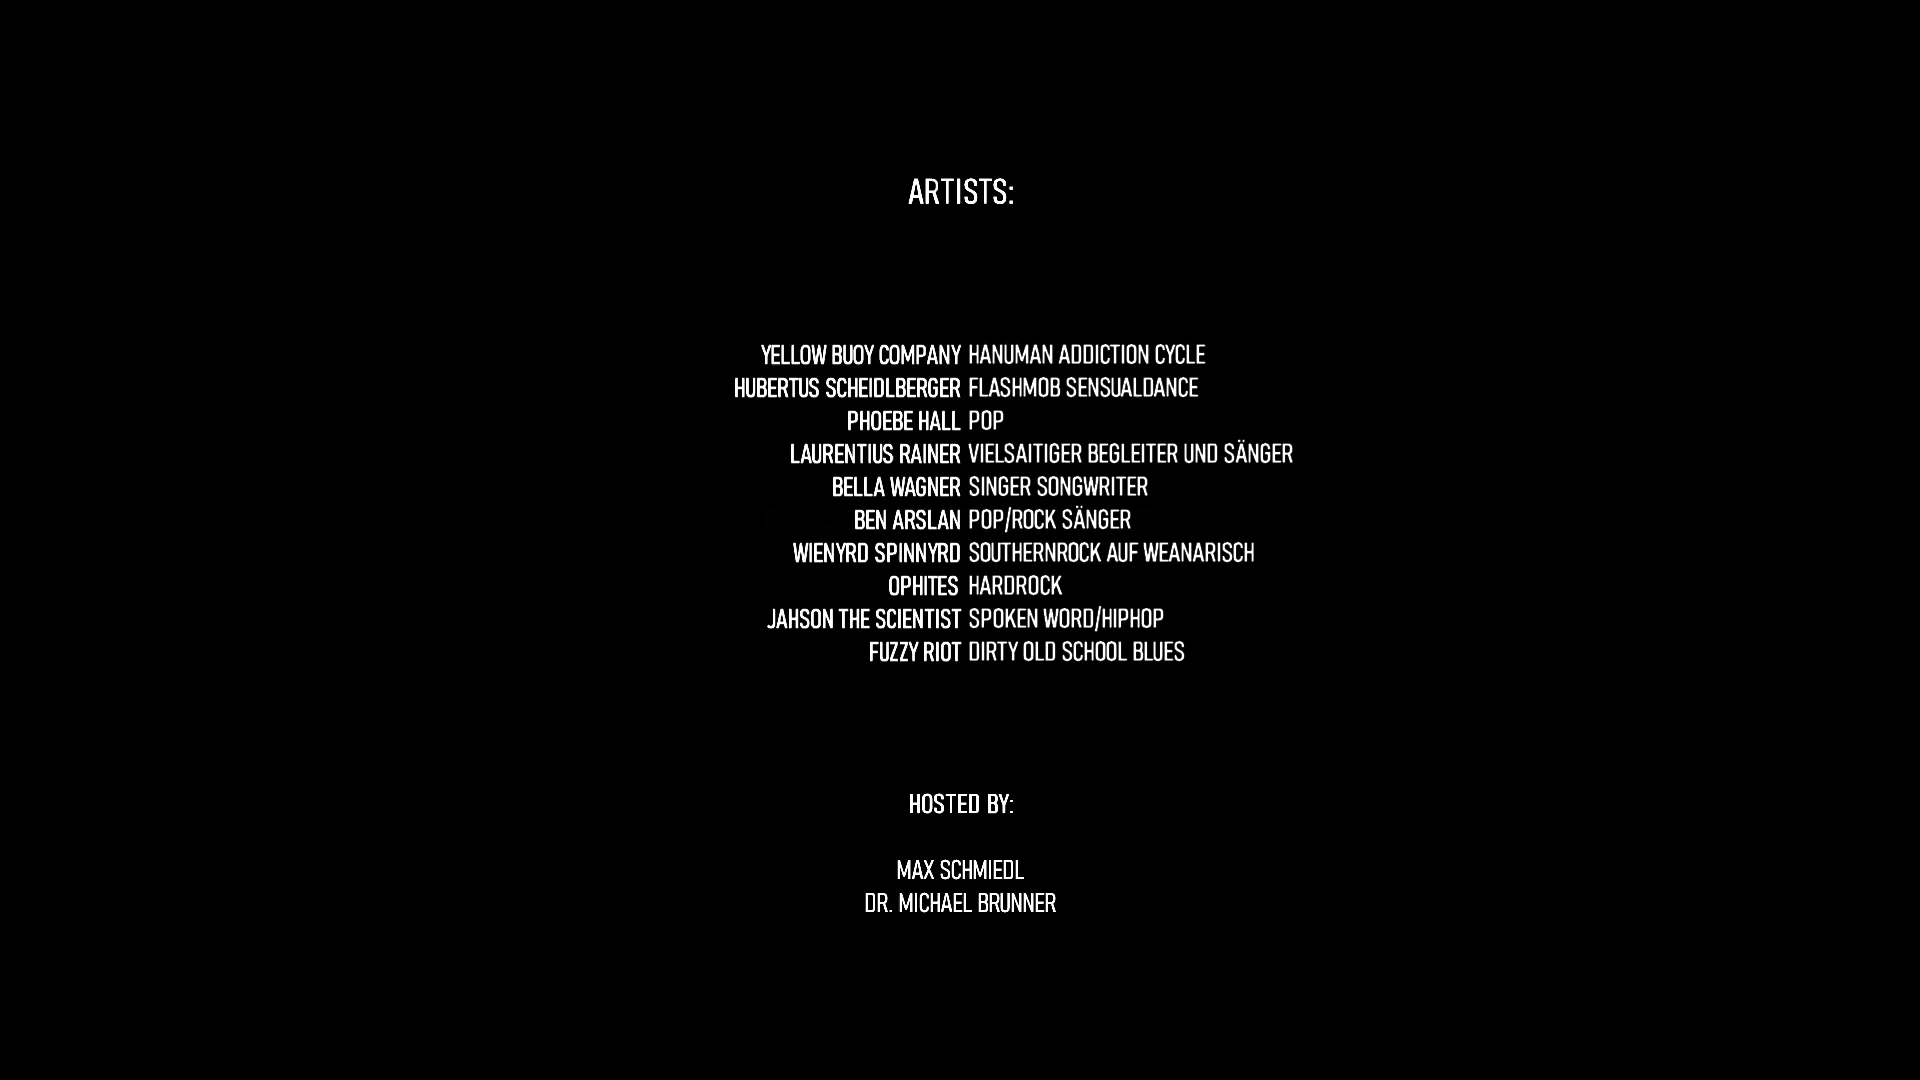 ARTISTS:
YELLOW BUOY COMPANY HANUMAN ADDICTION CYCLE
HUBERTUS SCHEIDLBERGER FLASHMOB SENSUALDANCE
PHOEBE HALL POP
LAURENTIUS RAINER VIELSAITIGER BEGLEITER UND SÄNGER
BELLA WAGNER SINGER SONGWRITER
BEN ARSLAN POP/ROCK SÄNGER
WIENYRD SPINNYRD SOUTHERNROCK AUF WEANARISCH
OPHITES HARDROCK
JAHSON THE SCIENTIST SPOKEN WORD/HIPHOP
FUZZY RIOT DIRTY OLD SCHOOL BLUES
HOSTED BY:
MAX SCHMIEDL
DR. MICHAEL BRUNNER